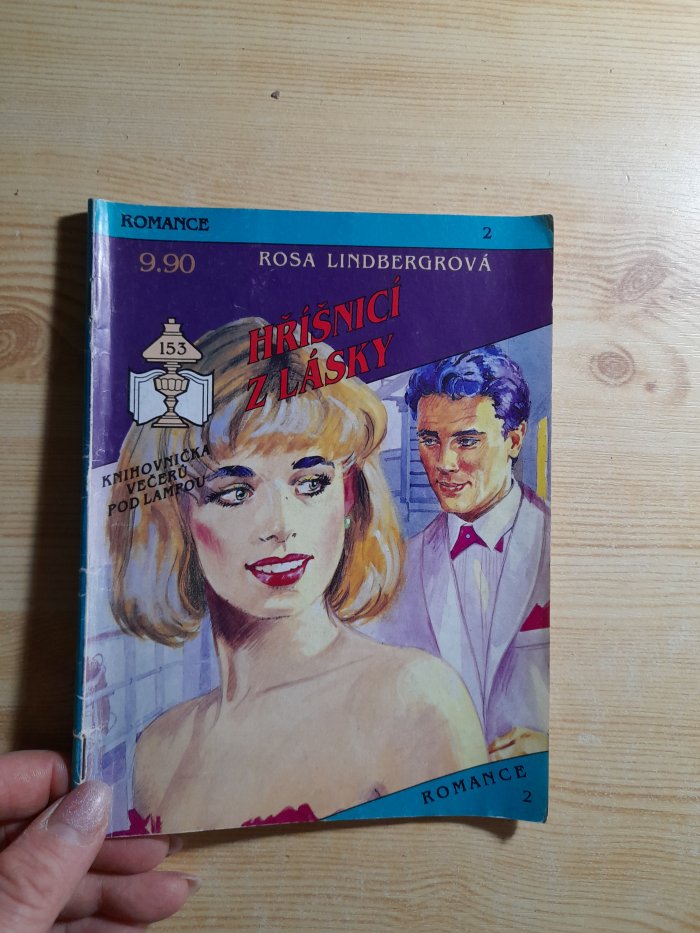 ROMANCE
2
9.90
ROSA LINDBERGROVÁ
HŘÍŠNICÍ
Z LÁSKY
153
KNIHOVNIČKA
VEČERŮ
POD LAMPOU
ROMANCE
2